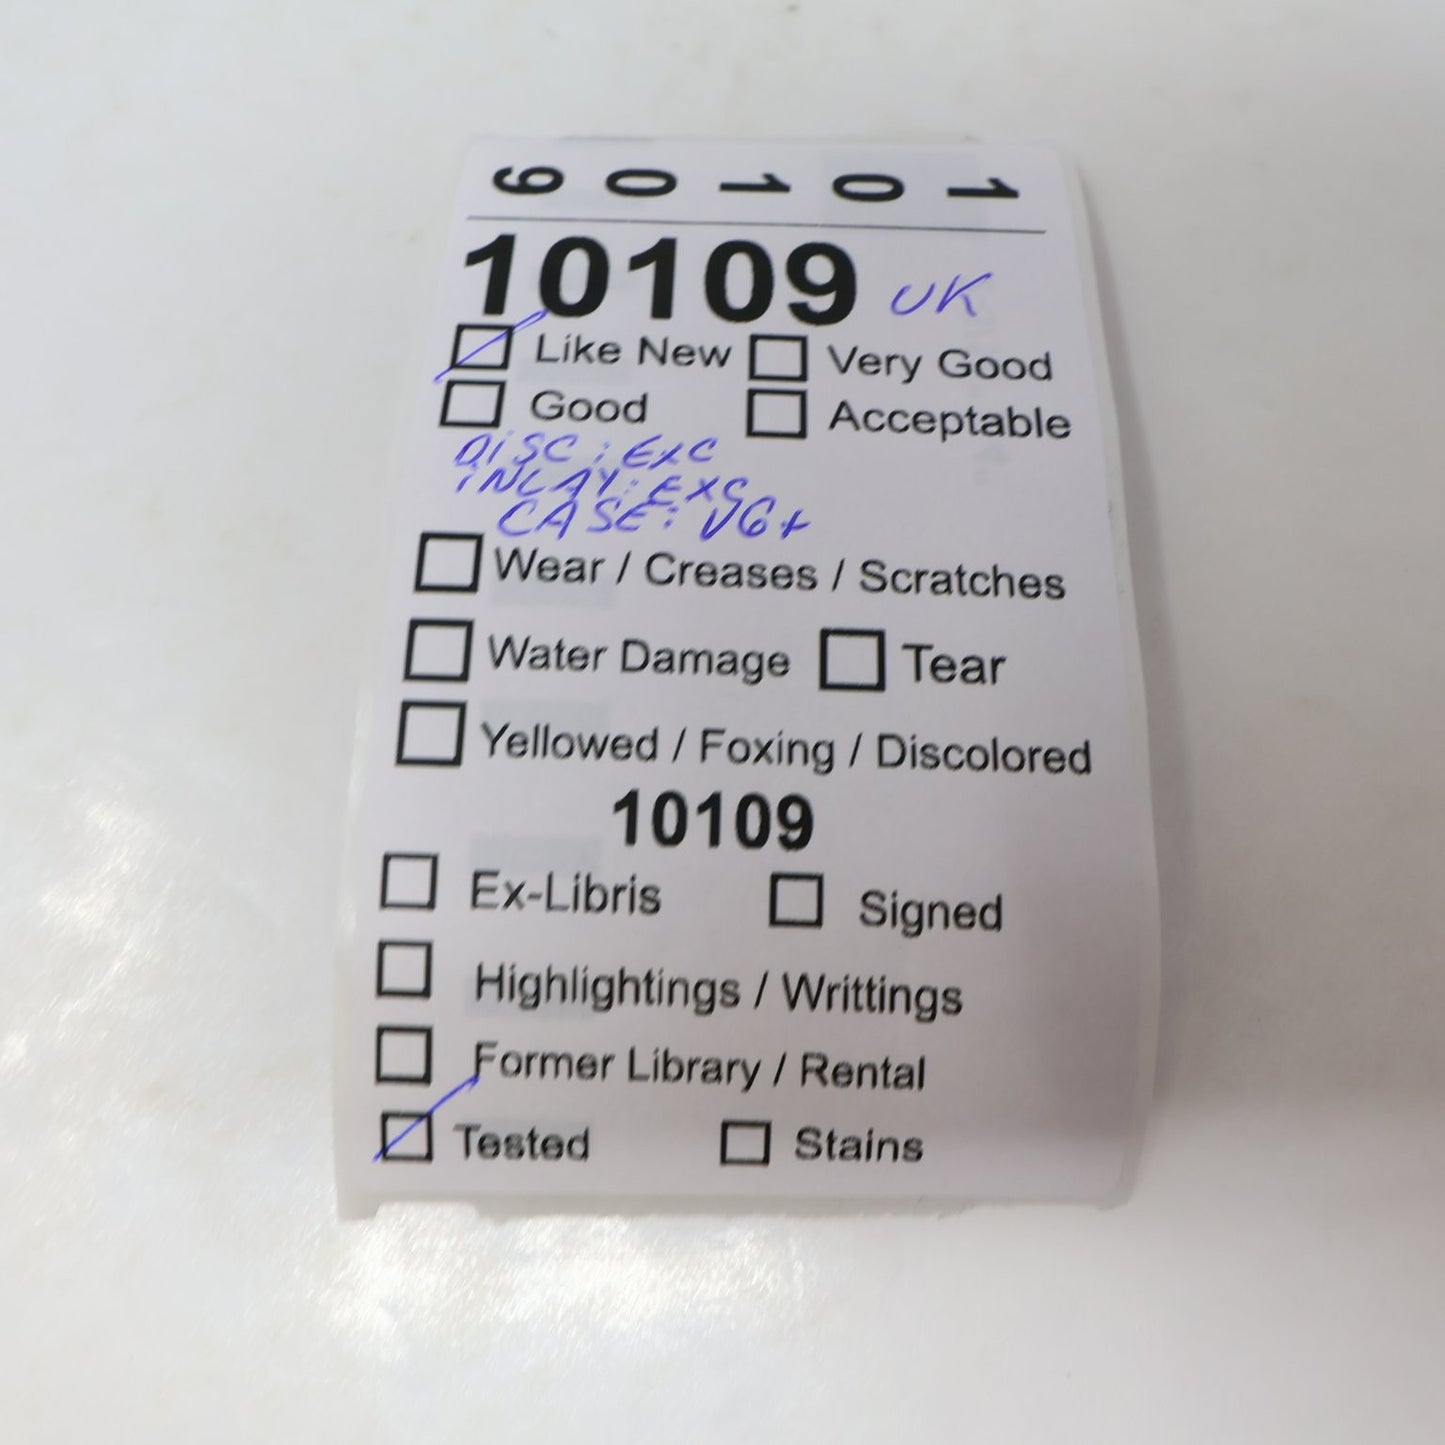 10109
10109 UK
Like New Very Good
Good Acceptable
DISC: EXC
INLAY: EXC
CASE: VG+
Wear / Creases / Scratches
Water Damage Tear
Yellowed / Foxing / Discolored
10109
Ex-Libris Signed
Highlightings / Writtings
Former Library / Rental
Tested Stains